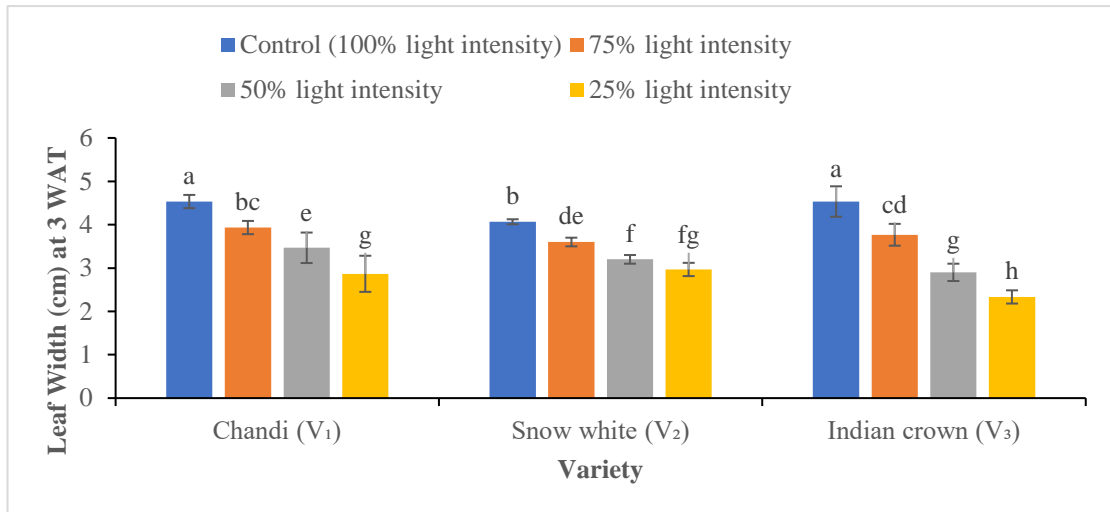 Control (100% light intensity) 75% light intensity
50% light intensity 25% light intensity
Leaf Width (cm) at 3 WAT
6
5
4
3
2
1
0
a bc e g b de f fg a cd g h
Chandi (V₁) Snow white (V₂) Indian crown (V₃)
Variety